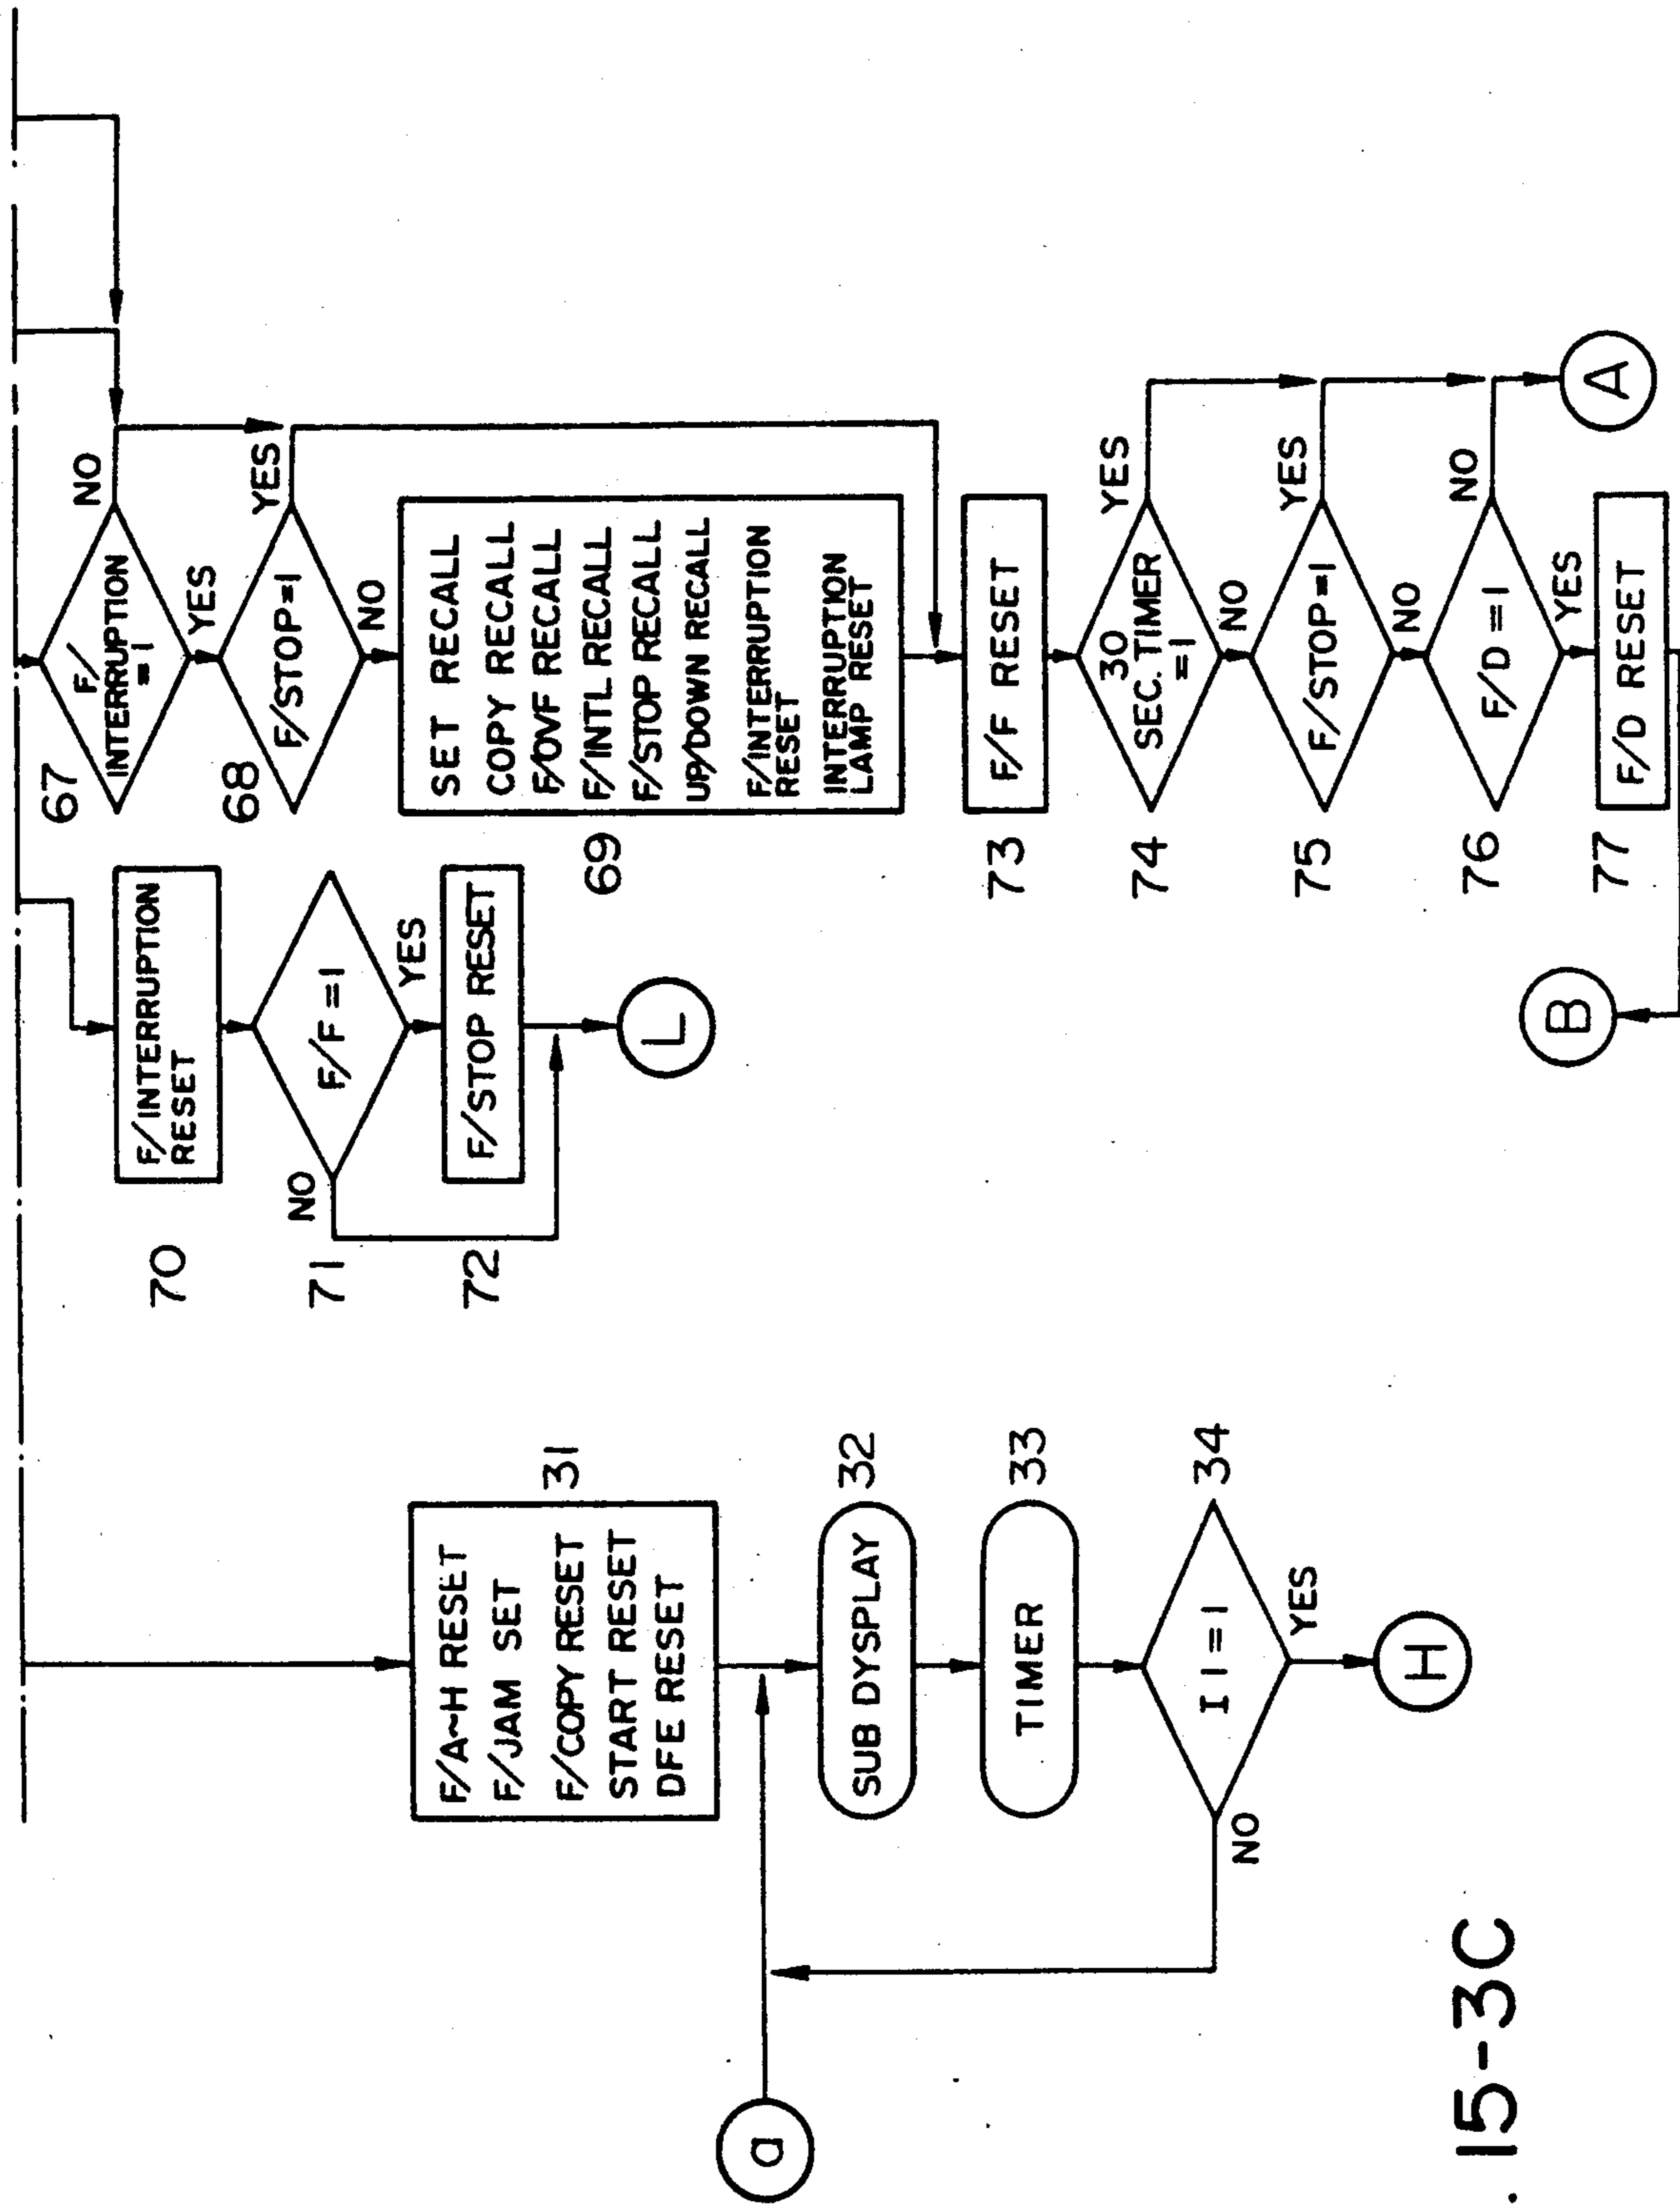 F/A~H RESET
F/JAM SET
F/COPY RESET
START RESET
DFE RESET
31
a
SUB DYSPLAY
32
TIMER
33
I1=1
34
NO
YES
H
F/INTERRUPTION
RESET
70
F/F=1
71
NO
YES
F/STOP RESET
72
L
67
F/
INTERRUPTION
=1
NO
YES
68
F/STOP=1
YES
NO
SET RECALL
COPY RECALL
F/OVF RECALL
F/INTL RECALL
F/STOP RECALL
UP/DOWN RECALL
F/INTERRUPTION
RESET
INTERRUPTION
LAMP RESET
69
F/F RESET
73
30
SEC. TIMER
=1
74
YES
NO
F/STOP=1
75
YES
NO
F/D=1
76
NO
YES
A
F/D RESET
77
B
. 15-3C